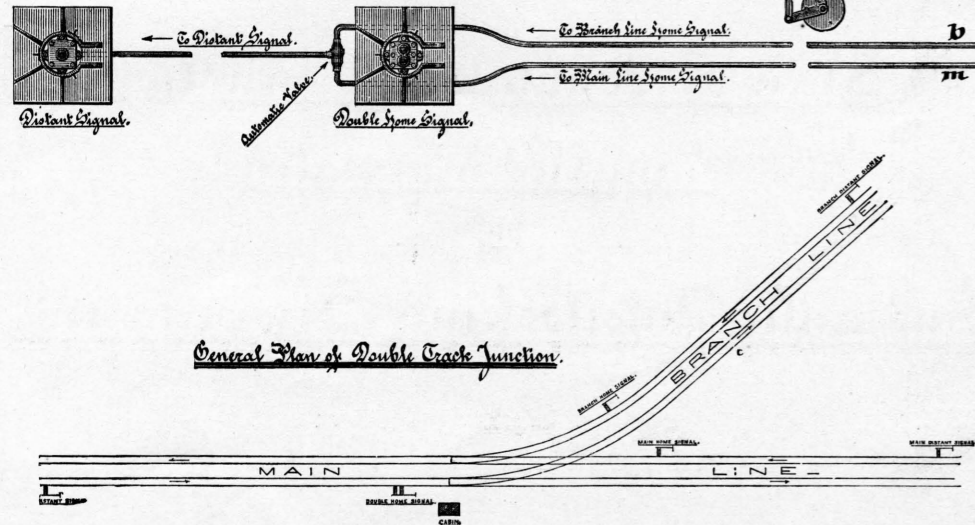 ← To Distant Signal.
← To Branch Line Home Signal.
b
← To Main Line Home Signal.
m
Automatic Valve.
Distant Signal.
Double Home Signal.
BRANCH DISTANT SIGNAL.
BRANCH LINE
General Plan of Double Track Junction.
c
BRANCH HOME SIGNAL.
MAIN HOME SIGNAL.
MAIN DISTANT SIGNA
MAIN LINE
ISTANT SIGNAL
DOUBLE HOME SIGNAL.
CABIN.